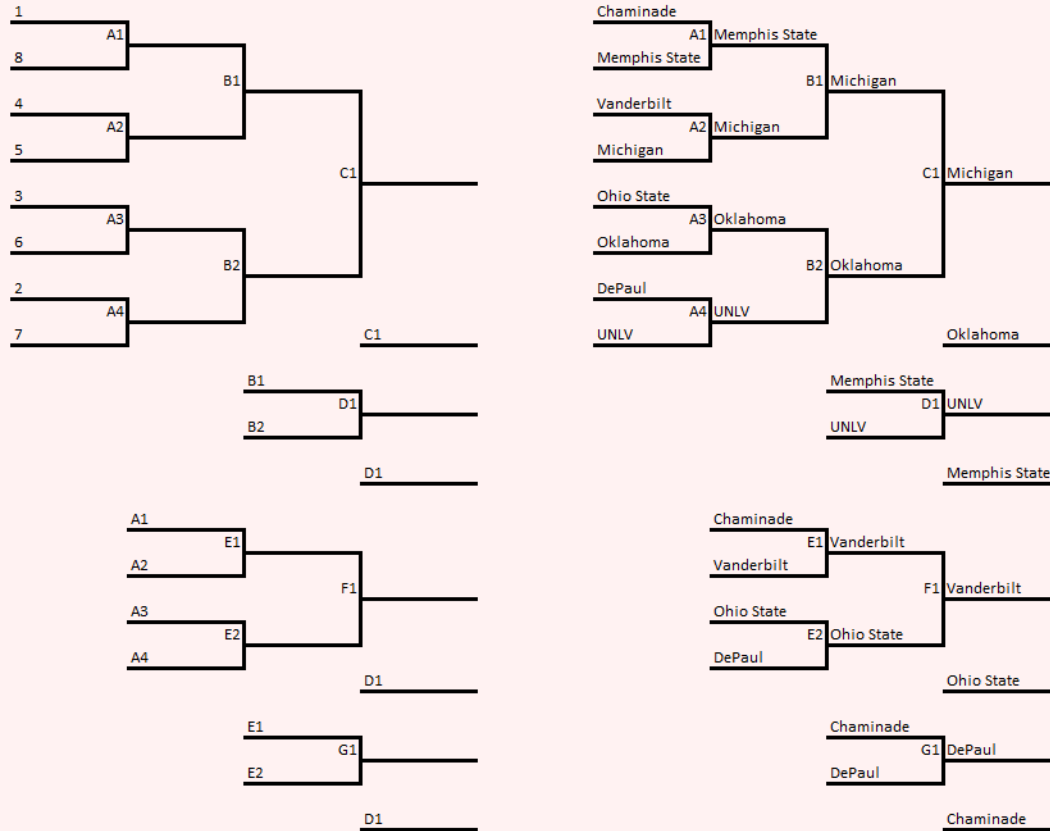 1
A1
8
B1
4
A2
5
C1
3
A3
6
B2
2
A4
7
C1
B1
D1
B2
D1
A1
E1
A2
F1
A3
E2
A4
D1
E1
G1
E2
D1
Chaminade
A1 Memphis State
Memphis State
B1 Michigan
Vanderbilt
A2 Michigan
Michigan
C1 Michigan
Ohio State
A3 Oklahoma
Oklahoma
B2 Oklahoma
DePaul
A4 UNLV
UNLV
Oklahoma
Memphis State
D1 UNLV
UNLV
Memphis State
Chaminade
E1 Vanderbilt
Vanderbilt
F1 Vanderbilt
Ohio State
E2 Ohio State
DePaul
Ohio State
Chaminade
G1 DePaul
DePaul
Chaminade